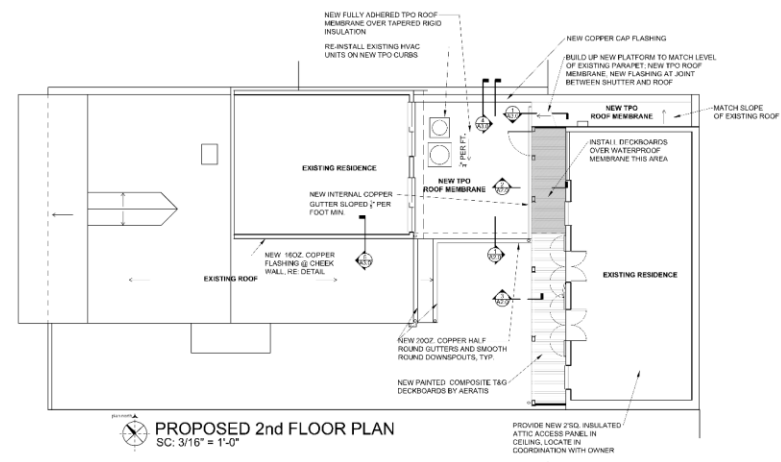 NEW FULLY ADHERED TPO ROOF
MEMBRANE OVER TAPERED RIGID
INSULATION
RE-INSTALL EXISTING HVAC
UNITS ON NEW TPO CURBS
NEW COPPER CAP FLASHING
BUILD UP NEW PLATFORM TO MATCH LEVEL
OF EXISTING PARAPET; NEW TPO ROOF
MEMBRANE, NEW FLASHING AT JOINT
BETWEEN SHUTTER AND ROOF
NEW TPO
ROOF MEMBRANE
MATCH SLOPE
OF EXISTING ROOF
INSTALL DECKBOARDS
OVER WATERPROOF
MEMBRANE THIS AREA
EXISTING RESIDENCE
PER FT.
NEW TPO
ROOF MEMBRANE
NEW INTERNAL COPPER
GUTTER SLOPED PER
FOOT MIN.
NEW 16OZ. COPPER
FLASHING @ CHEEK
WALL, RE: DETAIL
EXISTING ROOF
EXISTING RESIDENCE
NEW 20OZ. COPPER HALF
ROUND GUTTERS AND SMOOTH
ROUND DOWNSPOUTS, TYP.
NEW PAINTED COMPOSITE T&G
DECKBOARDS BY AERATIS
PROVIDE NEW 2'SQ. INSULATED
ATTIC ACCESS PANEL IN
CEILING, LOCATE IN
COORDINATION WITH OWNER
PROPOSED 2nd FLOOR PLAN
SC: 3/16" = 1'-0"